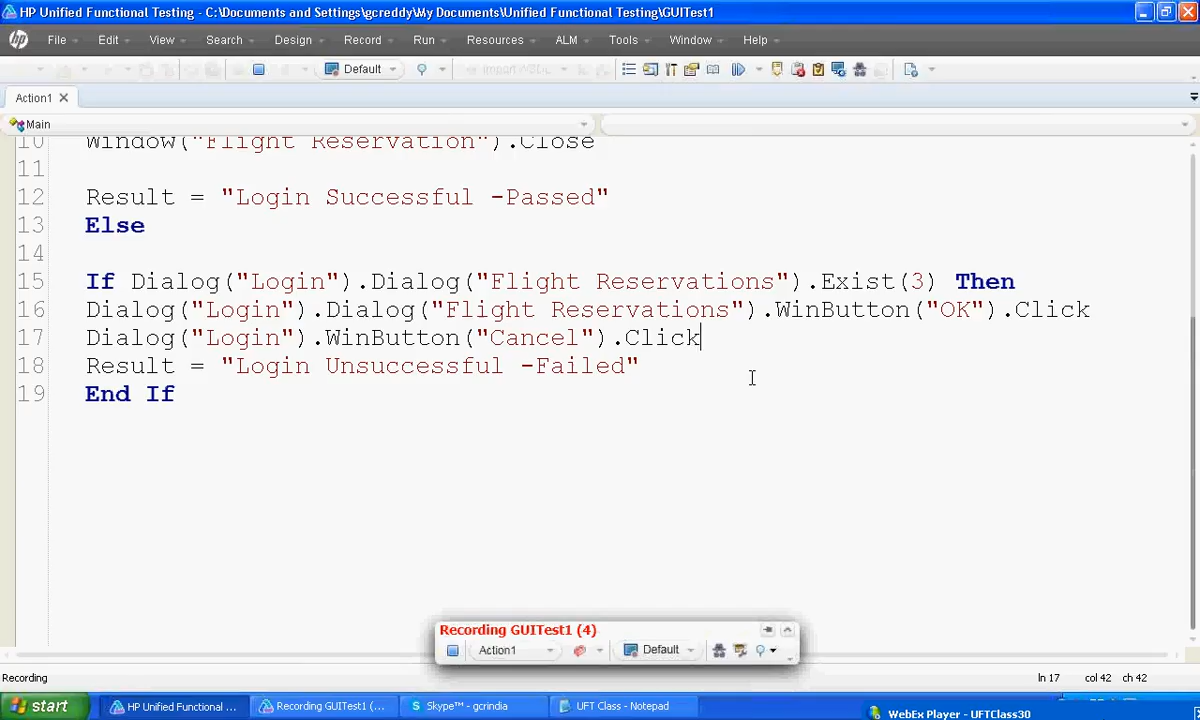 HP Unified Functional Testing - C:\Documents and Settings\gcreddy\My Documents\Unified Functional Testing\GUITest1
File Edit View Search Design Record Run Resources ALM Tools Window Help
Default
Action1
Main
10 Window("Flight Reservation").Close
11
12 Result = "Login Successful -Passed"
13 Else
14
15 If Dialog("Login").Dialog("Flight Reservations").Exist(3) Then
16 Dialog("Login").Dialog("Flight Reservations").WinButton("OK").Click
17 Dialog("Login").WinButton("Cancel").Click
18 Result = "Login Unsuccessful -Failed"
19 End If
Recording GUITest1 (4)
Action1 Default
Recording ln 17 col 42 ch 42
start HP Unified Functional ... Recording GUITest1 (... Skype™ - gcrindia UFT Class - Notepad WebEx Player - UFTClass30